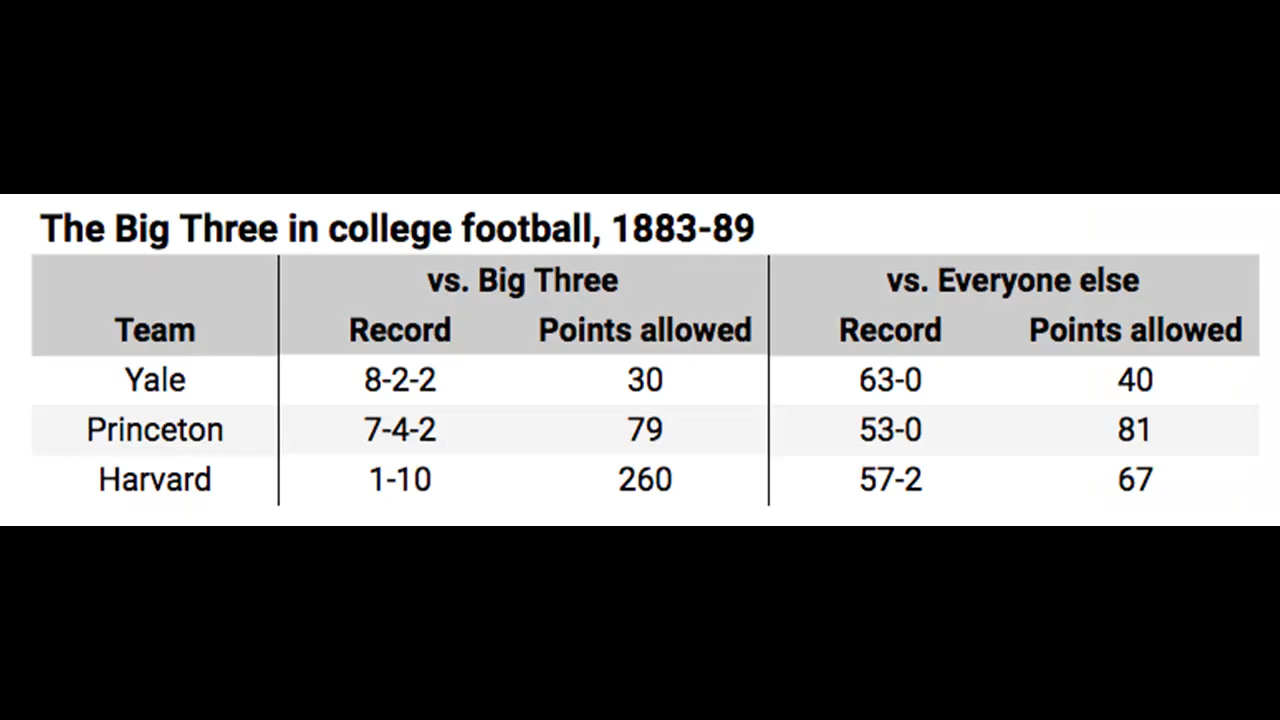 The Big Three in college football, 1883-89
vs. Big Three vs. Everyone else
Team Record Points allowed Record Points allowed
Yale 8-2-2 30 63-0 40
Princeton 7-4-2 79 53-0 81
Harvard 1-10 260 57-2 67